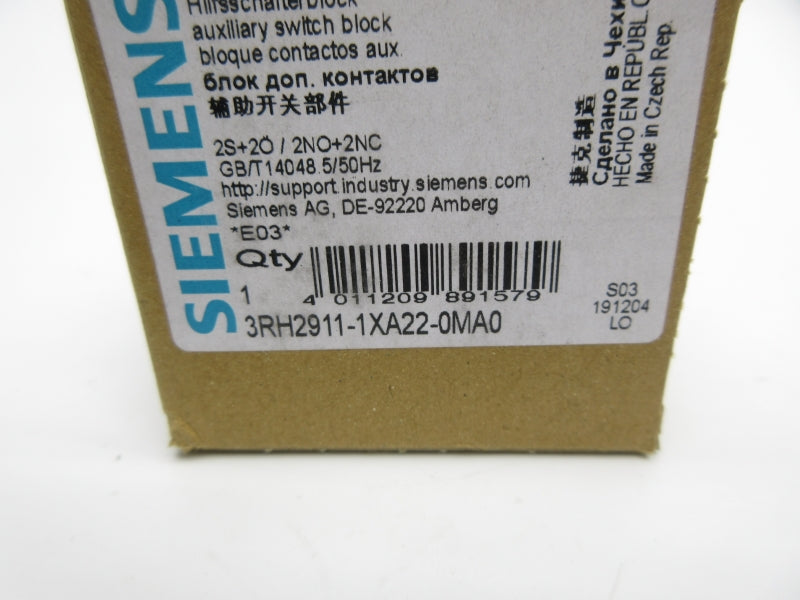 SIEMENS
Hilfsschalterblock
auxiliary switch block
bloque contactos aux.
блок доп. контактов
辅助开关部件
2S+2Ö / 2NO+2NC
GB/T14048.5/50Hz
http://support.industry.siemens.com
Siemens AG, DE-92220 Amberg
*E03*
Qty
1
4 011209 891579
3RH2911-1XA22-0MA0
捷克制造
Сделано в Чехи
HECHO EN REPÚBL.C
Made in Czech Rep.
S03
191204
LO